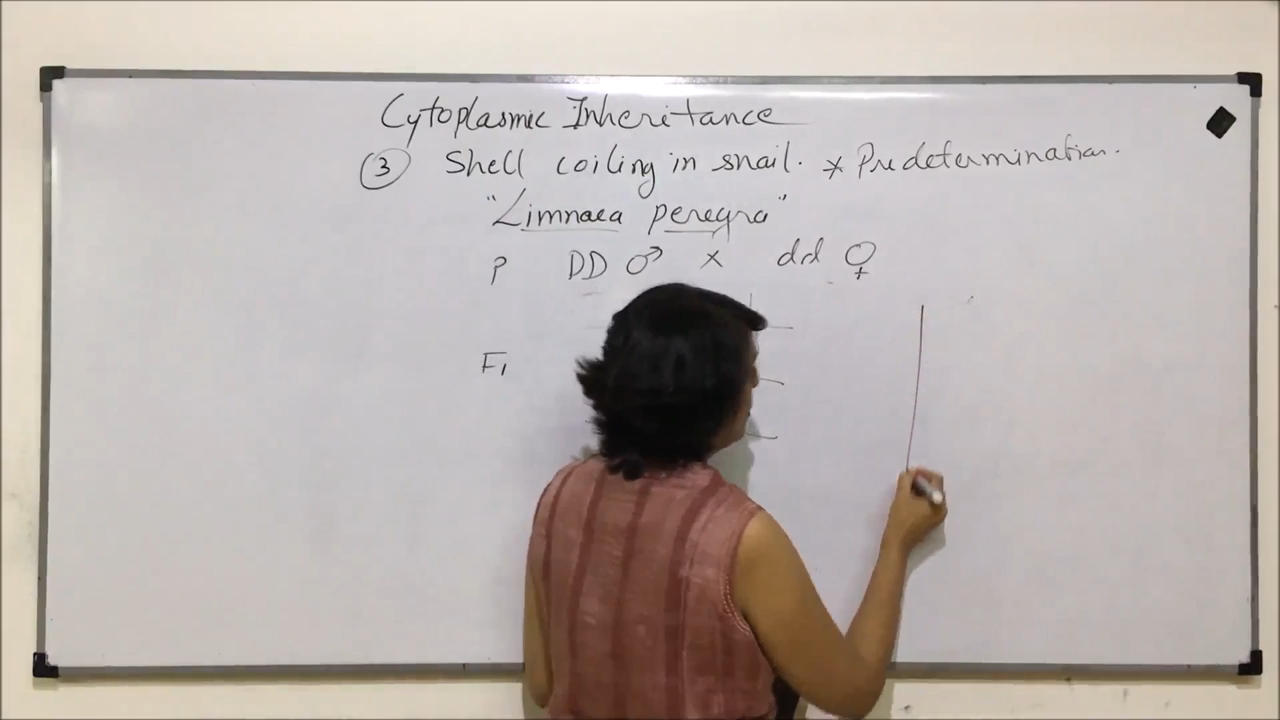 Cytoplasmic Inheritance
③ Shell coiling in snail. * Predetermination.
"Limnaea peregra"
P DD ♂ × dd ♀
F1